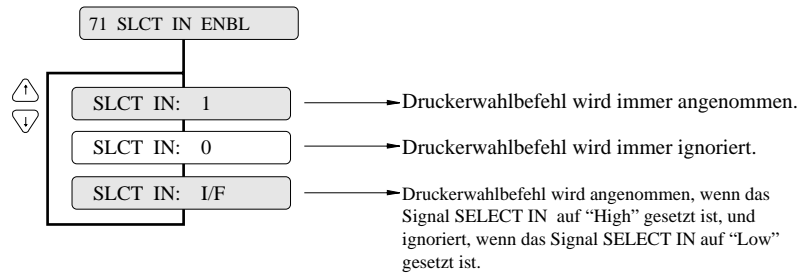 71 SLCT IN ENBL
SLCT IN: 1
Druckerwahlbefehl wird immer angenommen.
SLCT IN: 0
Druckerwahlbefehl wird immer ignoriert.
SLCT IN: I/F
Druckerwahlbefehl wird angenommen, wenn das
Signal SELECT IN auf “High” gesetzt ist, und
ignoriert, wenn das Signal SELECT IN auf “Low”
gesetzt ist.